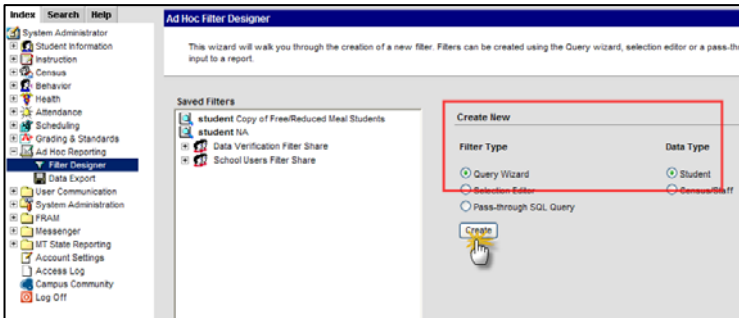 Index Search Help
System Administrator
Student Information
Instruction
Census
Behavior
Health
Attendance
Scheduling
Grading & Standards
Ad Hoc Reporting
Filter Designer
Data Export
User Communication
System Administration
FRAM
Messenger
MT State Reporting
Account Settings
Access Log
Campus Community
Log Off
Ad Hoc Filter Designer
This wizard will walk you through the creation of a new filter. Filters can be created using the Query wizard, selection editor or a pass-th
input to a report.
Saved Filters
student Copy of Free/Reduced Meal Students
student NA
Data Verification Filter Share
School Users Filter Share
Create New
Filter Type
Data Type
Query Wizard
Student
Selection Editor
Census/Staff
Pass-through SQL Query
Create